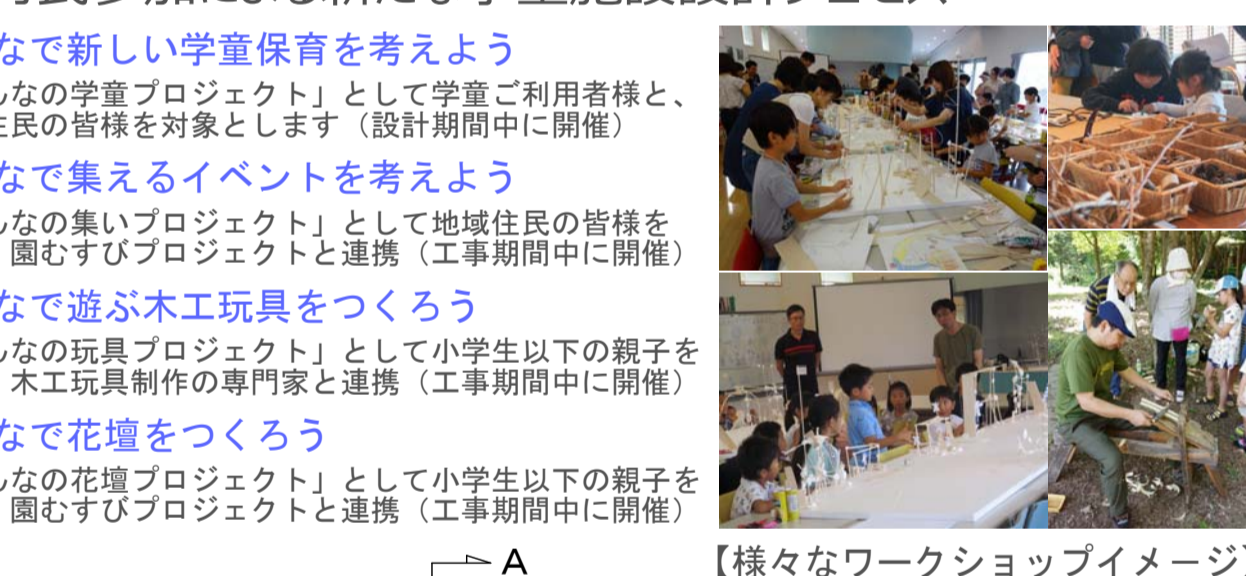 なで新しい学童保育を考えよう
なの学童プロジェクト」として学童ご利用者様と、
民の皆様を対象とします（設計期間中に開催）
なで集えるイベントを考えよう
なの集いプロジェクト」として地域住民の皆様を
園むすびプロジェクトと連携（工事期間中に開催）
なで遊ぶ木工玩具をつくろう
なの玩具プロジェクト」として小学生以下の親子を
木工玩具制作の専門家と連携（工事期間中に開催）
なで花壇をつくろう
なの花壇プロジェクト」として小学生以下の親子を
園むすびプロジェクトと連携（工事期間中に開催）
A
【様々なワークショップイメージ】